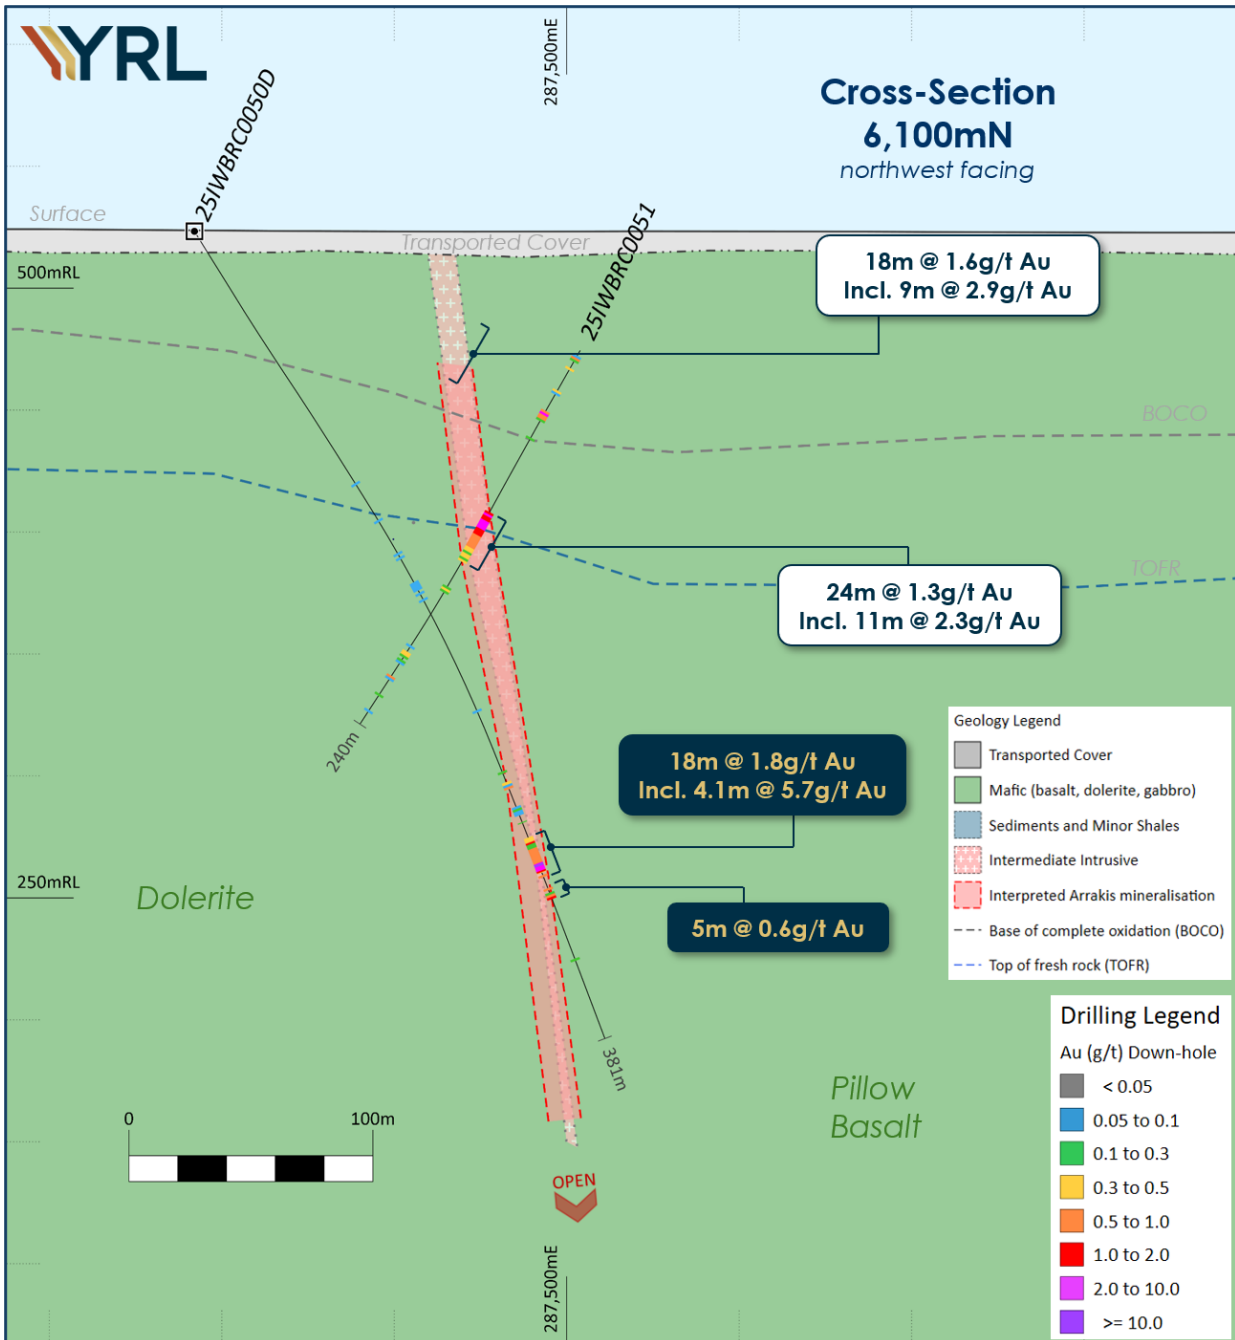 YRL
25IWBRC0050D
287,500mE
Cross-Section
6,100mN
northwest facing
Surface
Transported Cover
25IWBRC0051
18m @ 1.6g/t Au
Incl. 9m @ 2.9g/t Au
500mRL
BOCO
TOFR
24m @ 1.3g/t Au
Incl. 11m @ 2.3g/t Au
240m
18m @ 1.8g/t Au
Incl. 4.1m @ 5.7g/t Au
250mRL
Dolerite
5m @ 0.6g/t Au
381m
Pillow
Basalt
0
100m
OPEN
287,500mE
Geology Legend
Transported Cover
Mafic (basalt, dolerite, gabbro)
Sediments and Minor Shales
Intermediate Intrusive
Interpreted Arrakis mineralisation
Base of complete oxidation (BOCO)
Top of fresh rock (TOFR)
Drilling Legend
Au (g/t) Down-hole
< 0.05
0.05 to 0.1
0.1 to 0.3
0.3 to 0.5
0.5 to 1.0
1.0 to 2.0
2.0 to 10.0
>= 10.0